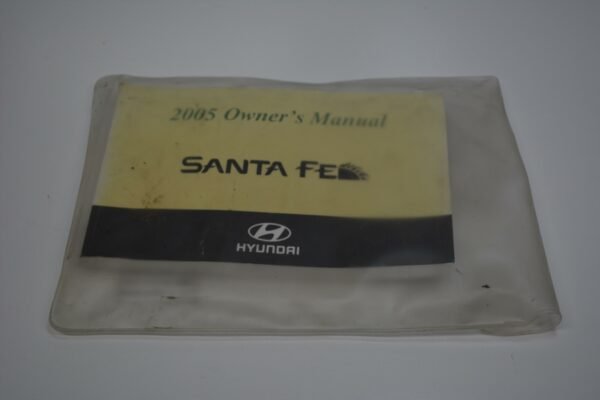 2005 Owner's Manual
SANTA FE
HYUNDAI